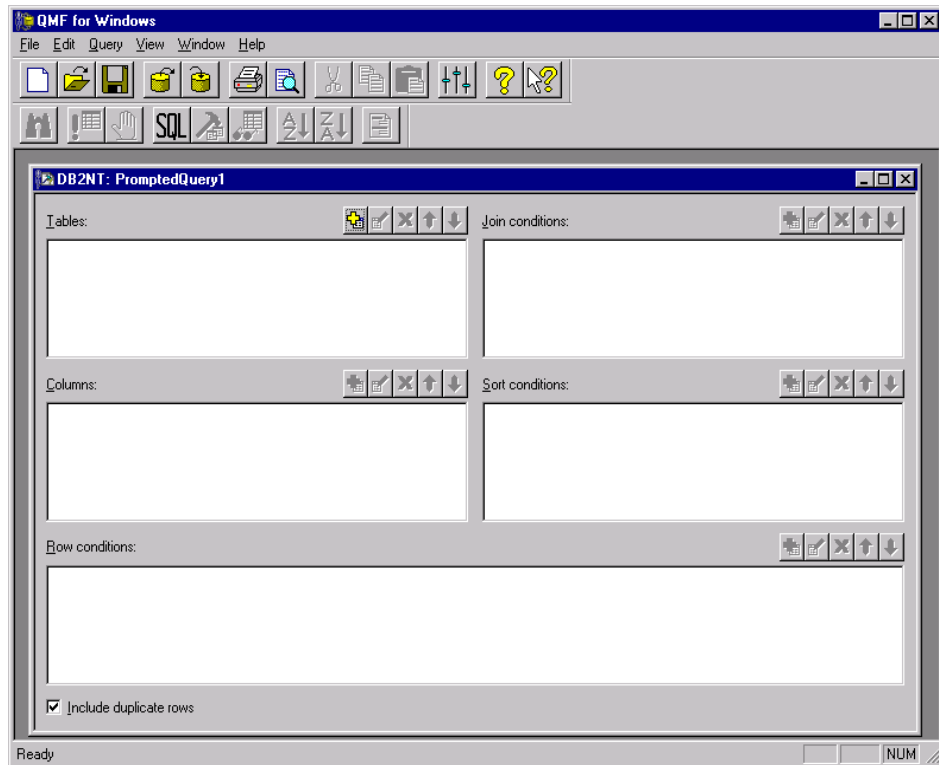 QMF for Windows
File Edit Query View Window Help
SQL
A Z Z A
DB2NT: PromptedQuery1
Tables: Join conditions:
Columns: Sort conditions:
Row conditions:
Include duplicate rows
Ready NUM